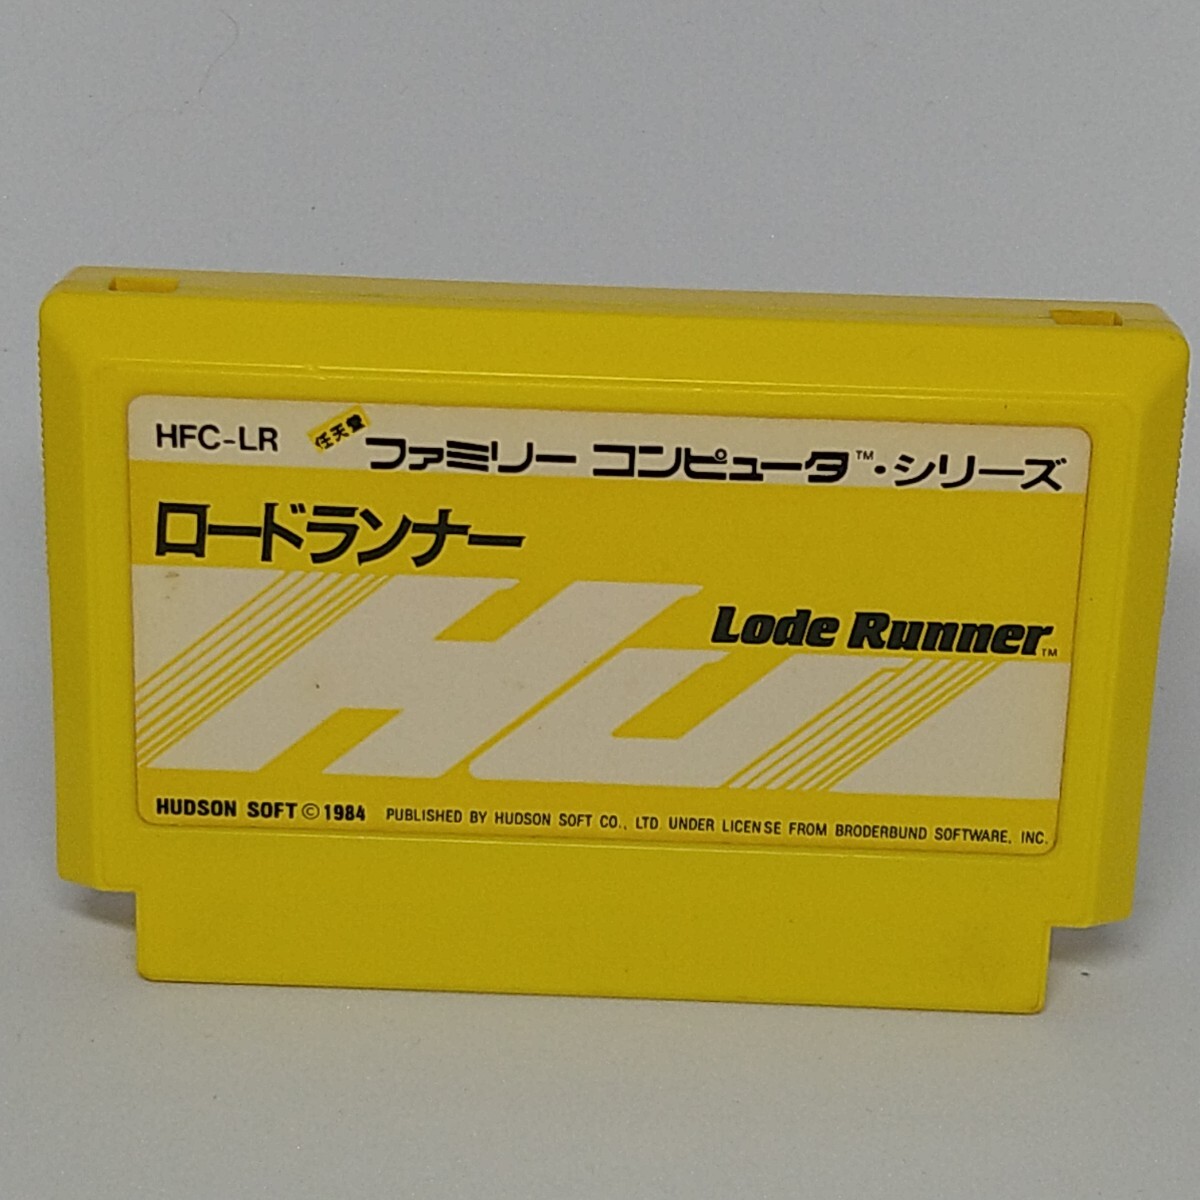 HFC-LR 任天堂 ファミリー コンピュータ™・シリーズ
ロードランナー
Lode Runner™
HU
HUDSON SOFT © 1984 PUBLISHED BY HUDSON SOFT CO., LTD. UNDER LICENSE FROM BRODERBUND SOFTWARE, INC.